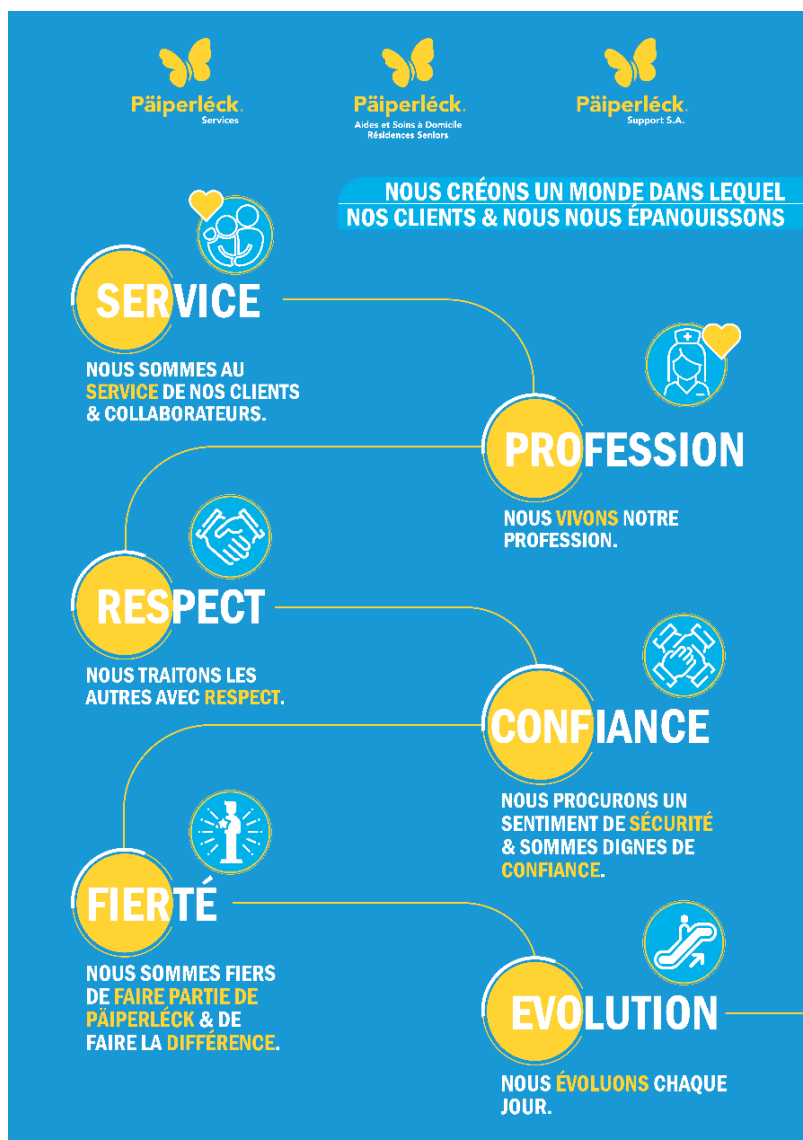 Päiperléck.
Services
Päiperléck.
Aides et Soins à Domicile
Résidences Seniors
Päiperléck.
Support S.A.
NOUS CRÉONS UN MONDE DANS LEQUEL
NOS CLIENTS & NOUS NOUS ÉPANOUISSONS
SERVICE
NOUS SOMMES AU
SERVICE DE NOS CLIENTS
& COLLABORATEURS.
PROFESSION
NOUS VIVONS NOTRE
PROFESSION.
RESPECT
NOUS TRAITONS LES
AUTRES AVEC RESPECT.
CONFIANCE
NOUS PROCURONS UN
SENTIMENT DE SÉCURITÉ
& SOMMES DIGNES DE
CONFIANCE.
FIERTÉ
NOUS SOMMES FIERS
DE FAIRE PARTIE DE
PÄIPERLÉCK & DE
FAIRE LA DIFFÉRENCE.
EVOLUTION
NOUS ÉVOLUONS CHAQUE
JOUR.